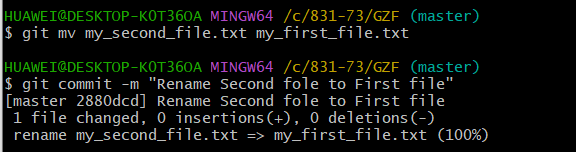 HUAWEI@DESKTOP-K0T36OA MINGW64 /c/831-73/GZF (master)
$ git mv my_second_file.txt my_first_file.txt
HUAWEI@DESKTOP-K0T36OA MINGW64 /c/831-73/GZF (master)
$ git commit -m "Rename Second fole to First file"
[master 2880dcd] Rename Second fole to First file
1 file changed, 0 insertions(+), 0 deletions(-)
rename my_second_file.txt => my_first_file.txt (100%)